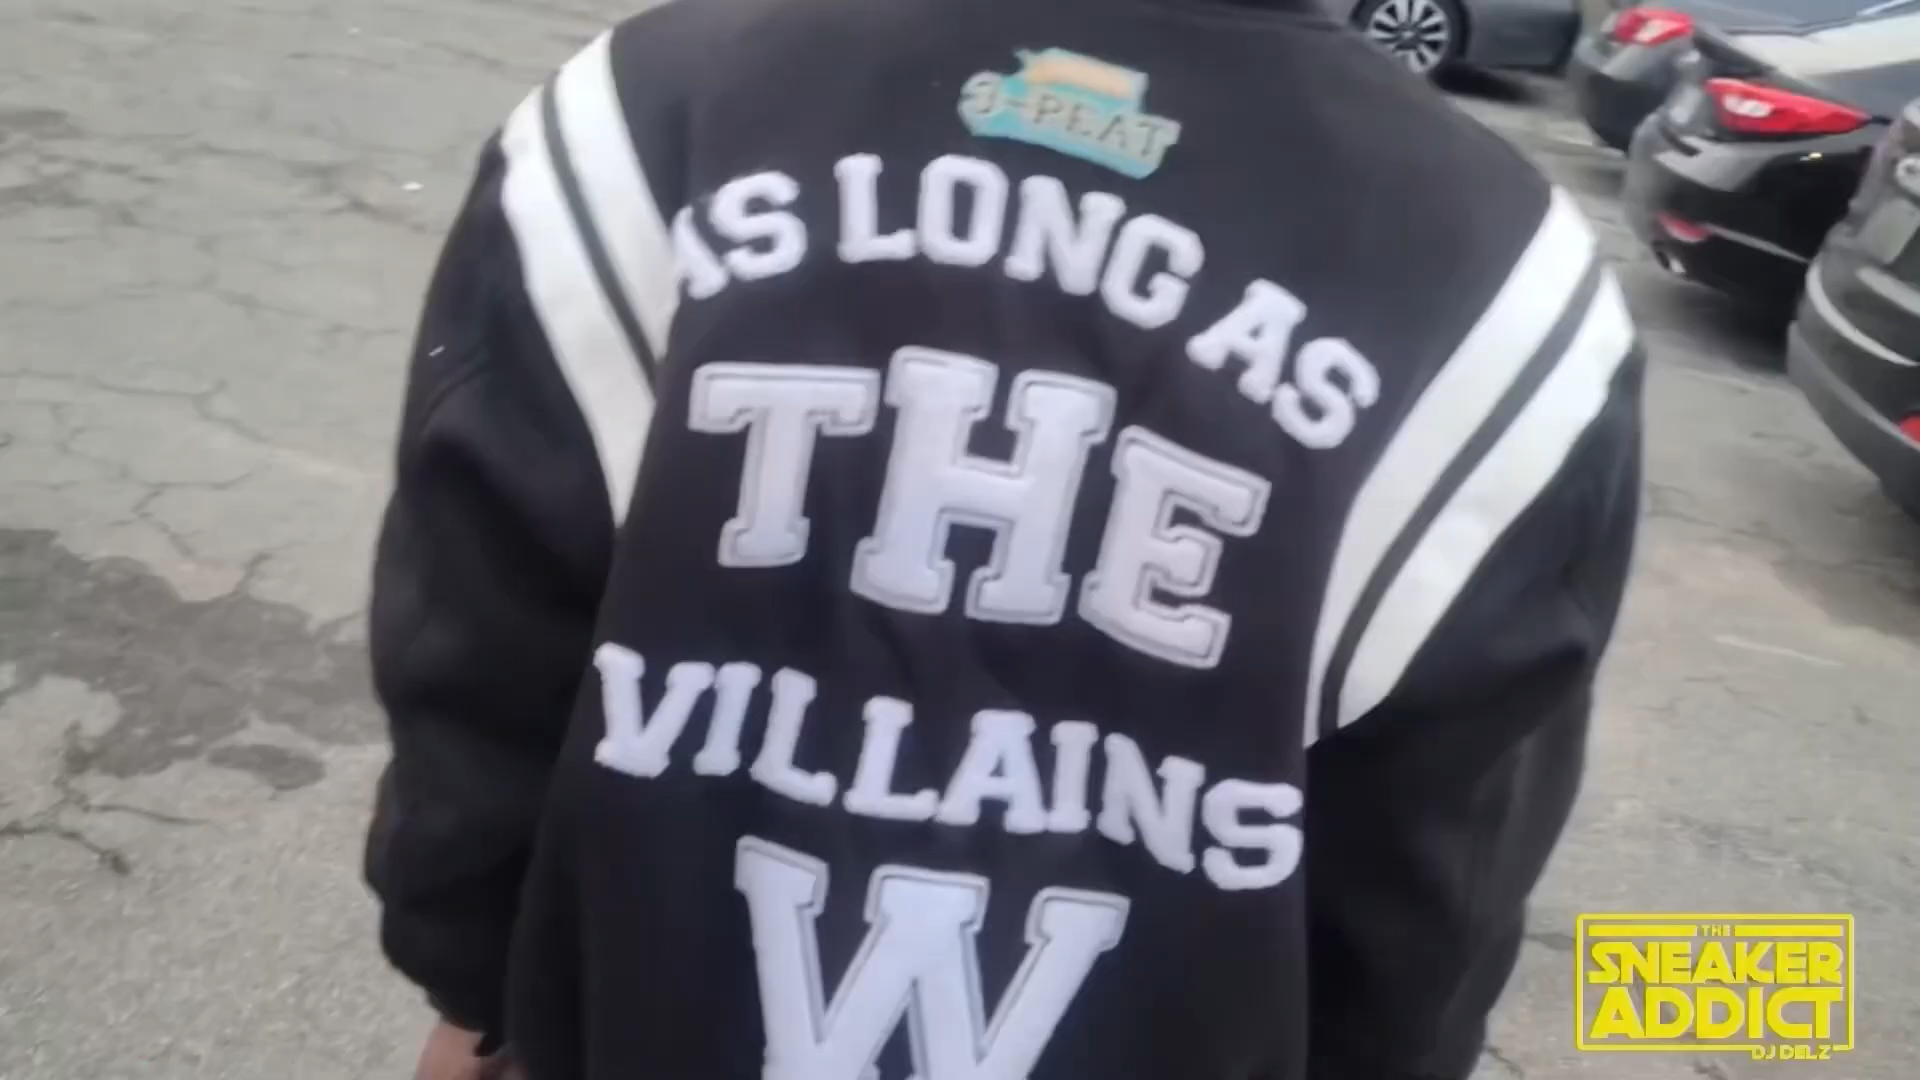 3-PEAT
AS LONG AS
THE
VILLAINS
W
THE
SNEAKER
ADDICT
DJ DELZ